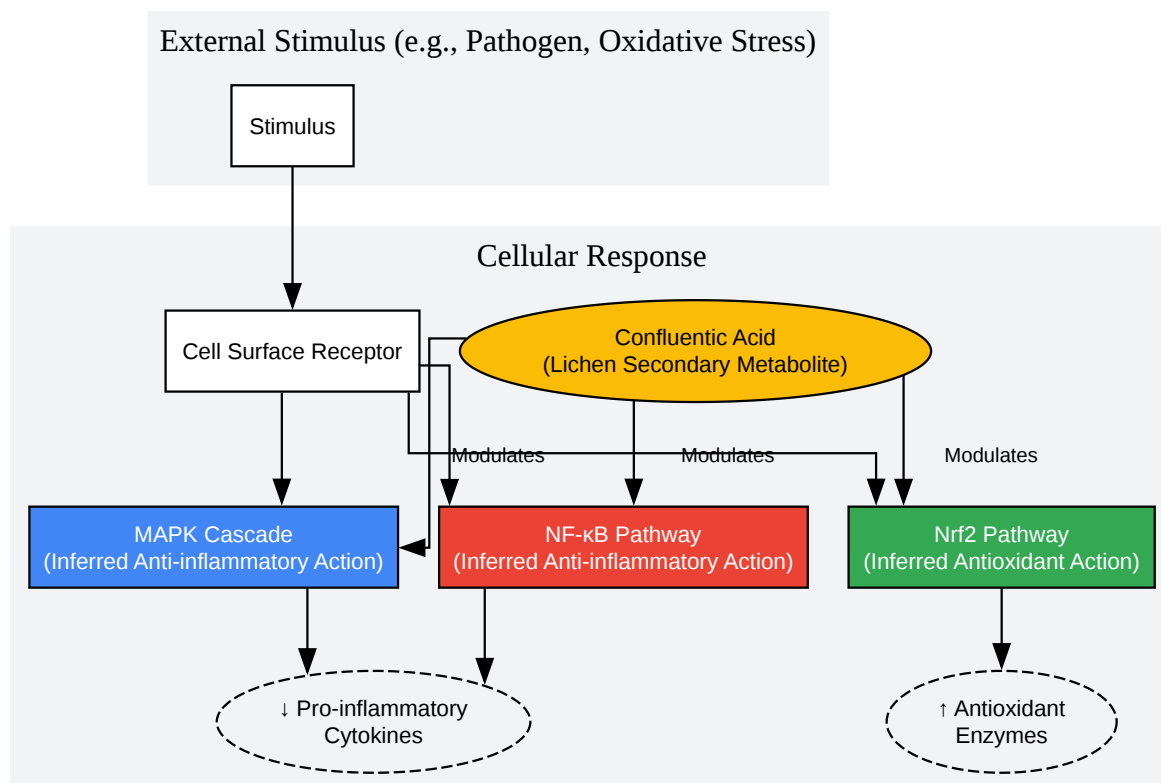 External Stimulus (e.g., Pathogen, Oxidative Stress)
Stimulus
Cellular Response
Cell Surface Receptor
Confluentic Acid
(Lichen Secondary Metabolite)
Modulates
Modulates
Modulates
MAPK Cascade
(Inferred Anti-inflammatory Action)
NF-κB Pathway
(Inferred Anti-inflammatory Action)
Nrf2 Pathway
(Inferred Antioxidant Action)
↓ Pro-inflammatory
Cytokines
↑ Antioxidant
Enzymes